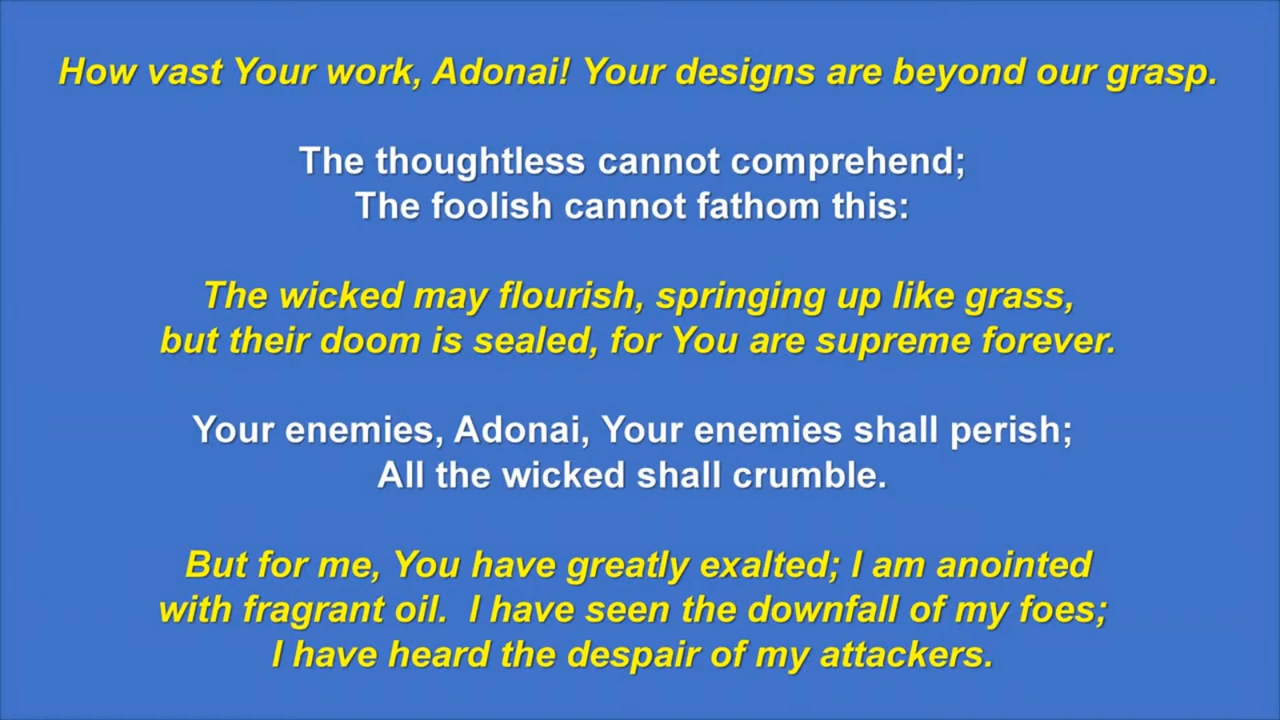 How vast Your work, Adonai! Your designs are beyond our grasp.
The thoughtless cannot comprehend;
The foolish cannot fathom this:
The wicked may flourish, springing up like grass,
but their doom is sealed, for You are supreme forever.
Your enemies, Adonai, Your enemies shall perish;
All the wicked shall crumble.
But for me, You have greatly exalted; I am anointed
with fragrant oil.  I have seen the downfall of my foes;
I have heard the despair of my attackers.